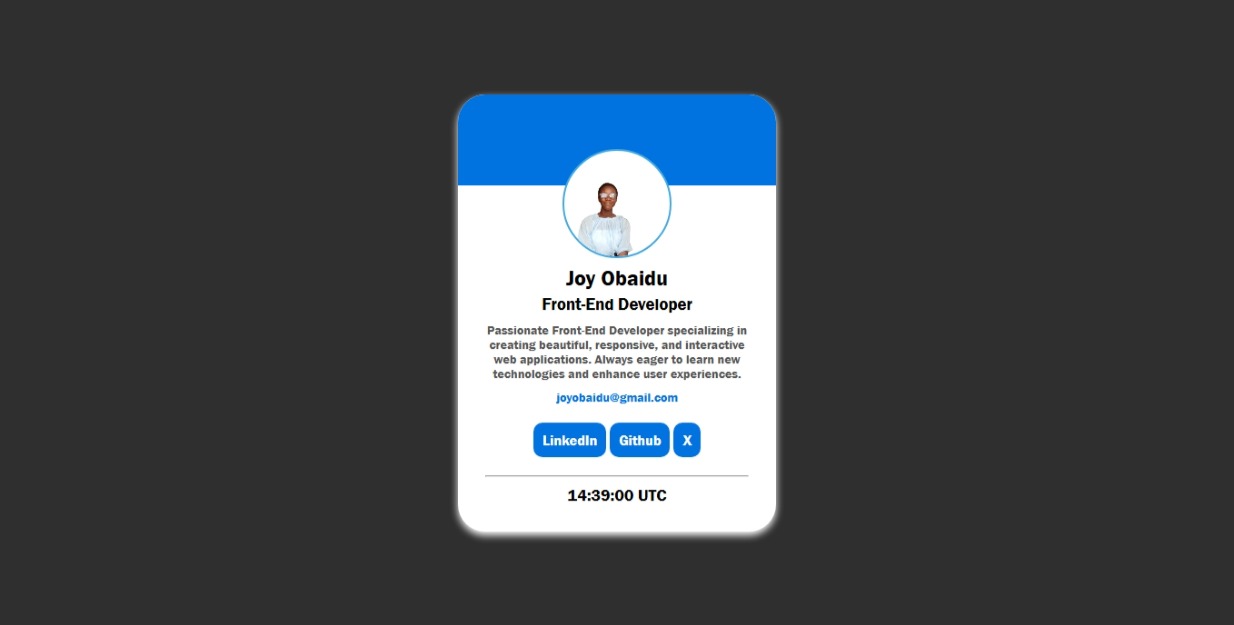 Joy Obaidu
Front-End Developer
Passionate Front-End Developer specializing in
creating beautiful, responsive, and interactive
web applications. Always eager to learn new
technologies and enhance user experiences.
joyobaidu@gmail.com
LinkedIn Github X
14:39:00 UTC